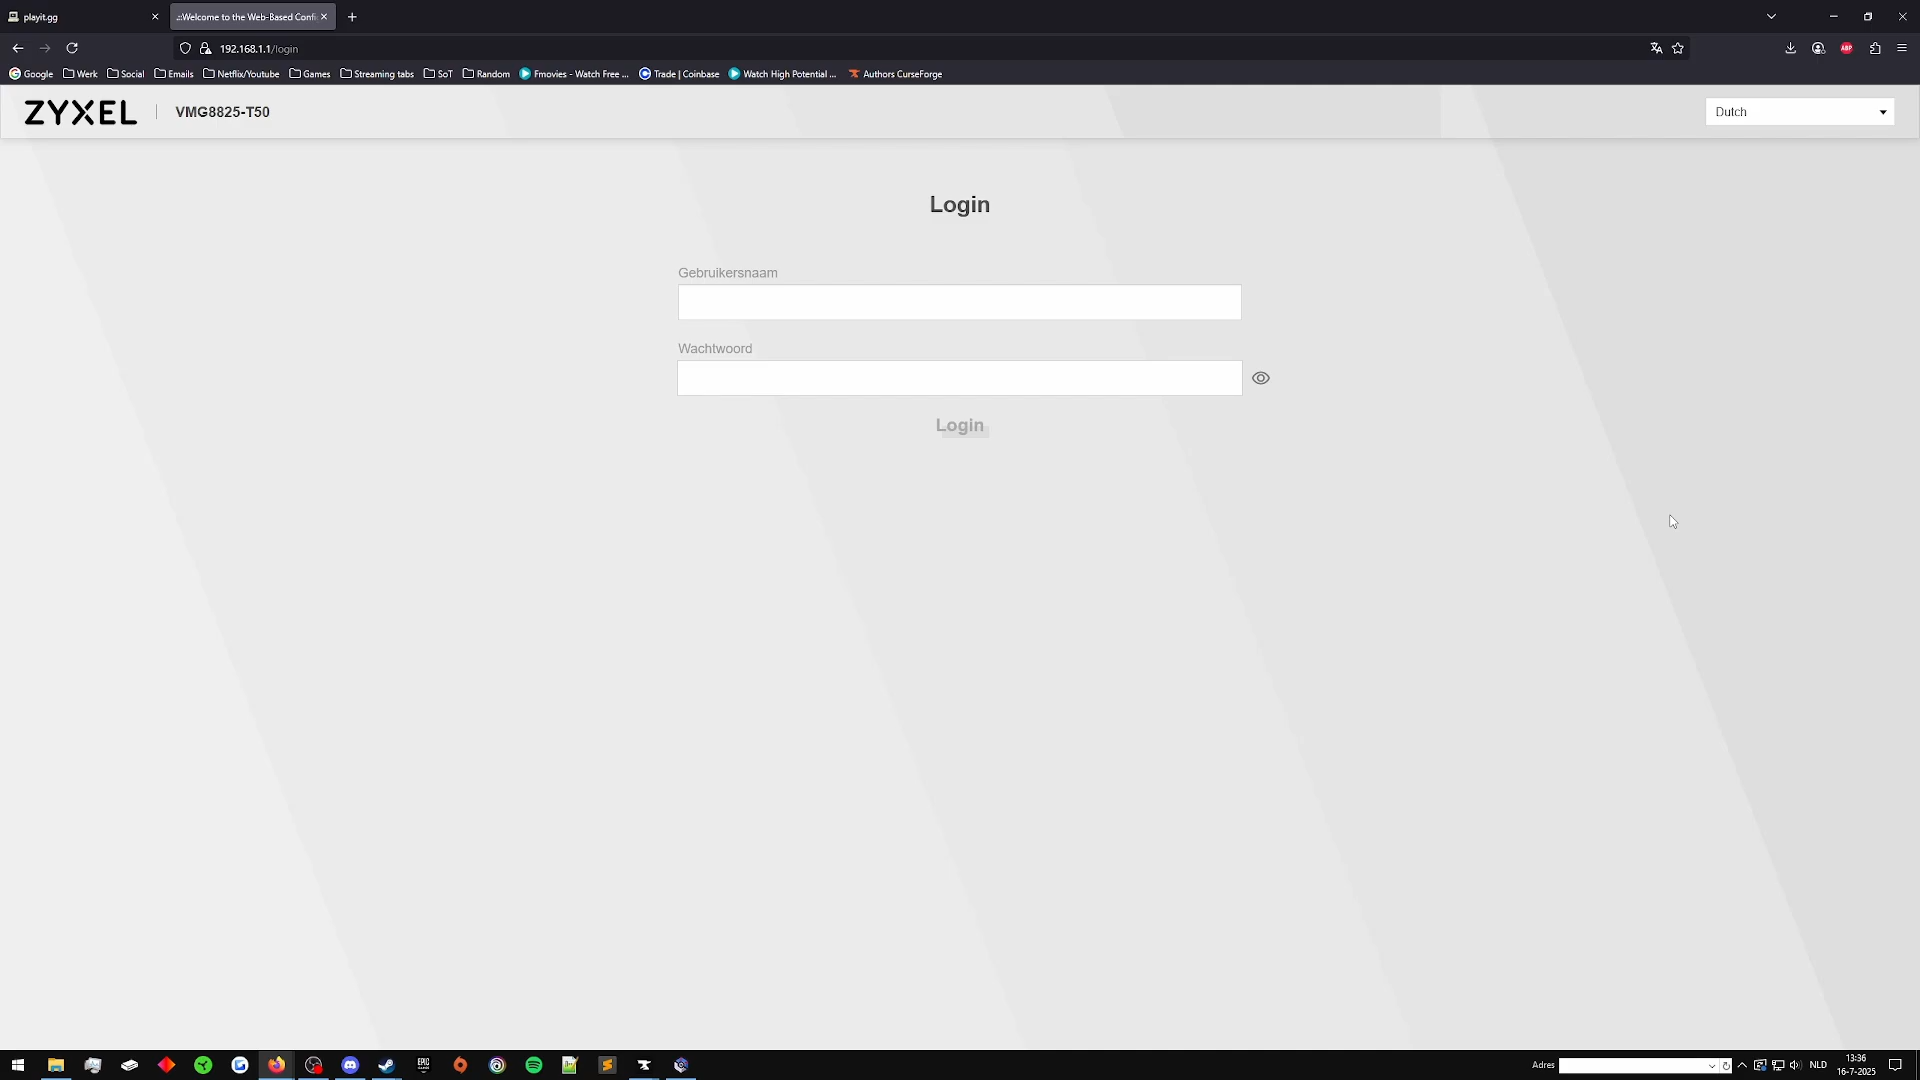 playit.gg
.::Welcome to the Web-Based Confi
192.168.1.1/login
ABP
Google
Werk
Social
Emails
Netflix/Youtube
Games
Streaming tabs
SoT
Random
Fmovies - Watch Free ...
Trade | Coinbase
Watch High Potential ...
Authors CurseForge
ZYXEL
VMG8825-T50
Dutch
Login
Gebruikersnaam
Wachtwoord
Login
EPIC
Adres
NLD
13:36
16-7-2025